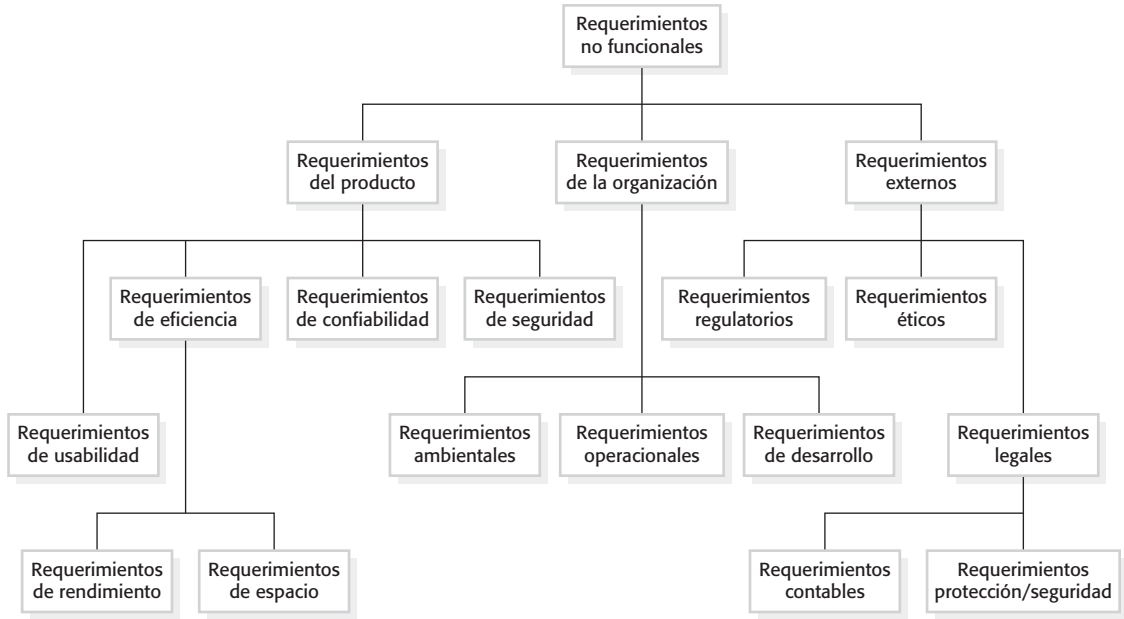 Requerimientos
no funcionales
Requerimientos
del producto
Requerimientos
de la organización
Requerimientos
externos
Requerimientos
de eficiencia
Requerimientos
de confiabilidad
Requerimientos
de seguridad
Requerimientos
regulatorios
Requerimientos
éticos
Requerimientos
de usabilidad
Requerimientos
ambientales
Requerimientos
operacionales
Requerimientos
de desarrollo
Requerimientos
legales
Requerimientos
de rendimiento
Requerimientos
de espacio
Requerimientos
contables
Requerimientos
protección/seguridad